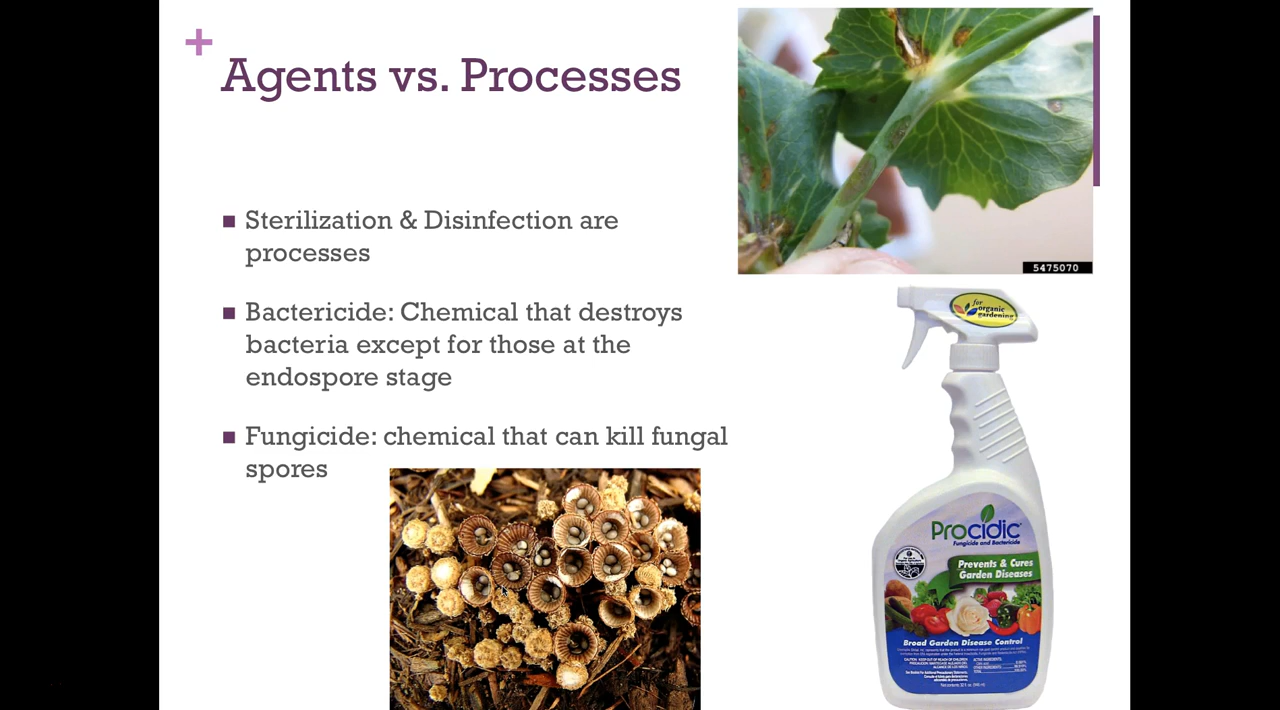 +
Agents vs. Processes
Sterilization & Disinfection are
processes
Bactericide: Chemical that destroys
bacteria except for those at the
endospore stage
Fungicide: chemical that can kill fungal
spores
5475070
for
organic
gardening
Procidic
Fungicide and Bactericide
Prevents & Cures
Garden Diseases
Broad Garden Disease Control